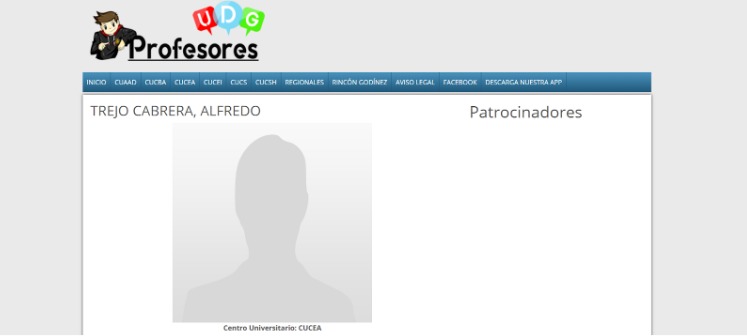 UDG
Profesores
INICIO CUAAD CUCBA CUCEA CUCEI CUCS CUCSH REGIONALES RINCÓN GODÍNEZ AVISO LEGAL FACEBOOK DESCARGA NUESTRA APP
TREJO CABRERA, ALFREDO
Patrocinadores
Centro Universitario: CUCEA